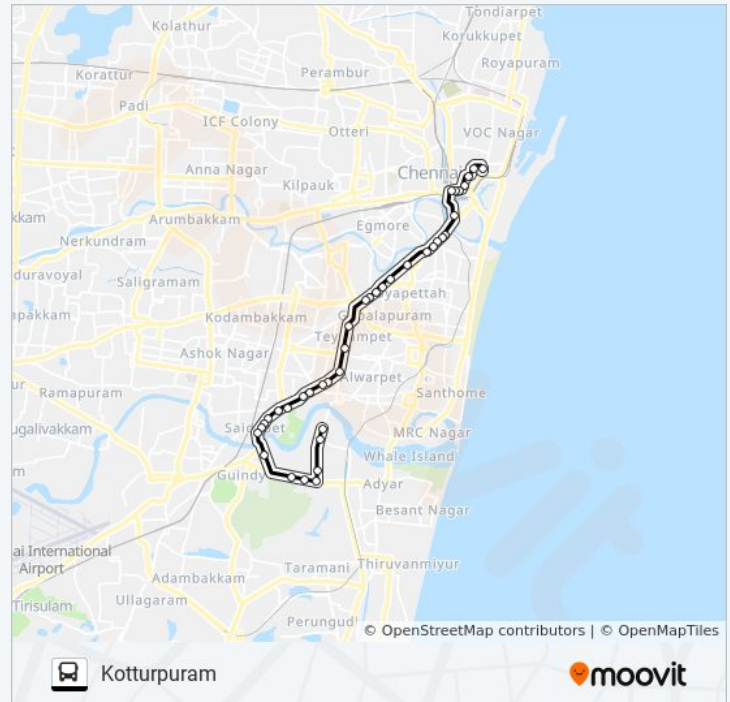 Tondiarpet
Kolathur
Korukkupet
Royapuram
Korattur
Perambur
Padi
ICF Colony
Otteri
VOC Nagar
Anna Nagar
Chennai
Kilpauk
kkam
Arumbakkam
Egmore
Nerkundram
duravoyal
Saligramam
yapettah
apakkam
Kodambakkam
Gopalapuram
Teynampet
ur
Ashok Nagar
Alwarpet
Ramapuram
Santhome
ugalivakkam
MRC Nagar
m
Whale Island
Guindy
Adyar
Besant Nagar
ai International
Airport
Taramani
Thiruvanmiyur
Adambakkam
Tirisulam
Ullagaram
Perungudi
© OpenStreetMap contributors | © OpenMapTiles
Kotturpuram
moovit